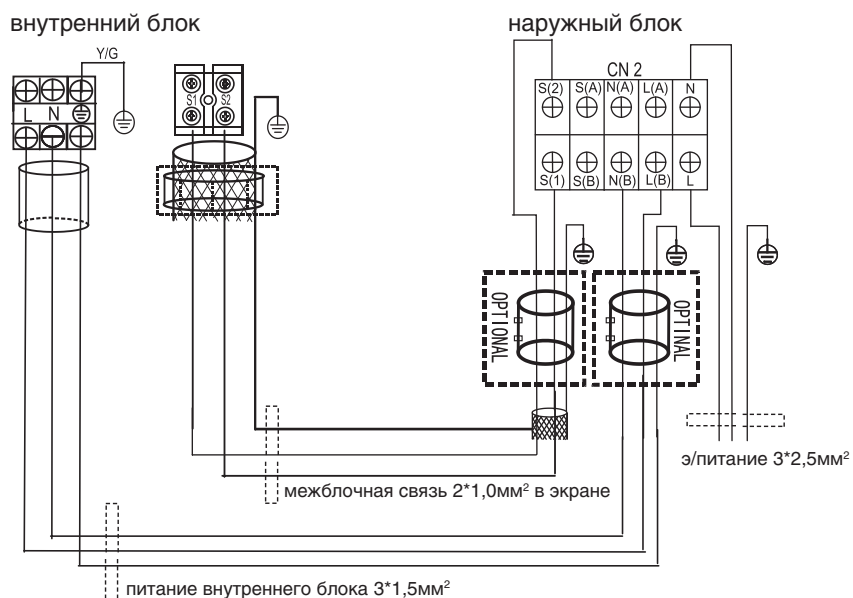 внутренний блок
наружный блок
Y/G
L N
S1 S2
CN 2
S(2) S(A) N(A) L(A) N
S(1) S(B) N(B) L(B) L
OPTIONAL
OPTINAL
э/питание 3*2,5мм²
межблочная связь 2*1,0мм² в экране
питание внутреннего блока 3*1,5мм²